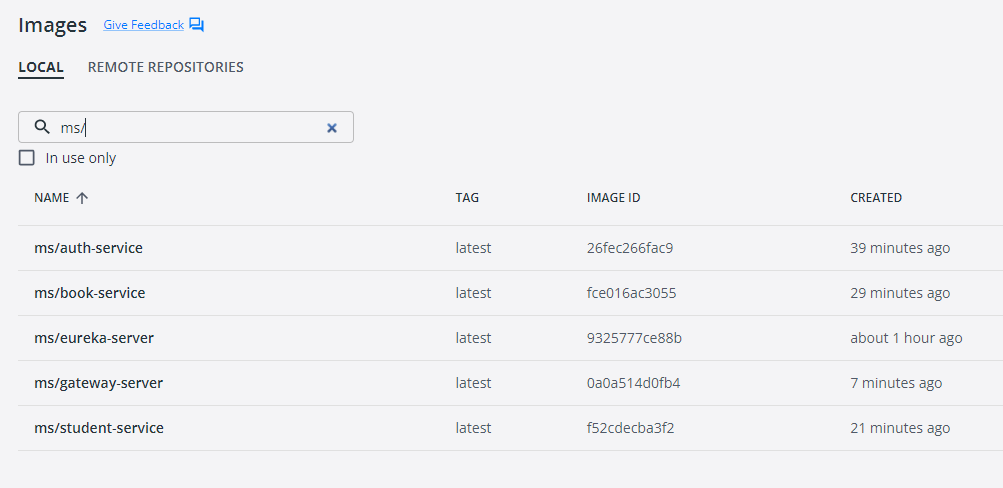 Images Give Feedback
LOCAL REMOTE REPOSITORIES
ms/
In use only
NAME TAG IMAGE ID CREATED
ms/auth-service latest 26fec266fac9 39 minutes ago
ms/book-service latest fce016ac3055 29 minutes ago
ms/eureka-server latest 9325777ce88b about 1 hour ago
ms/gateway-server latest 0a0a514d0fb4 7 minutes ago
ms/student-service latest f52cdecba3f2 21 minutes ago